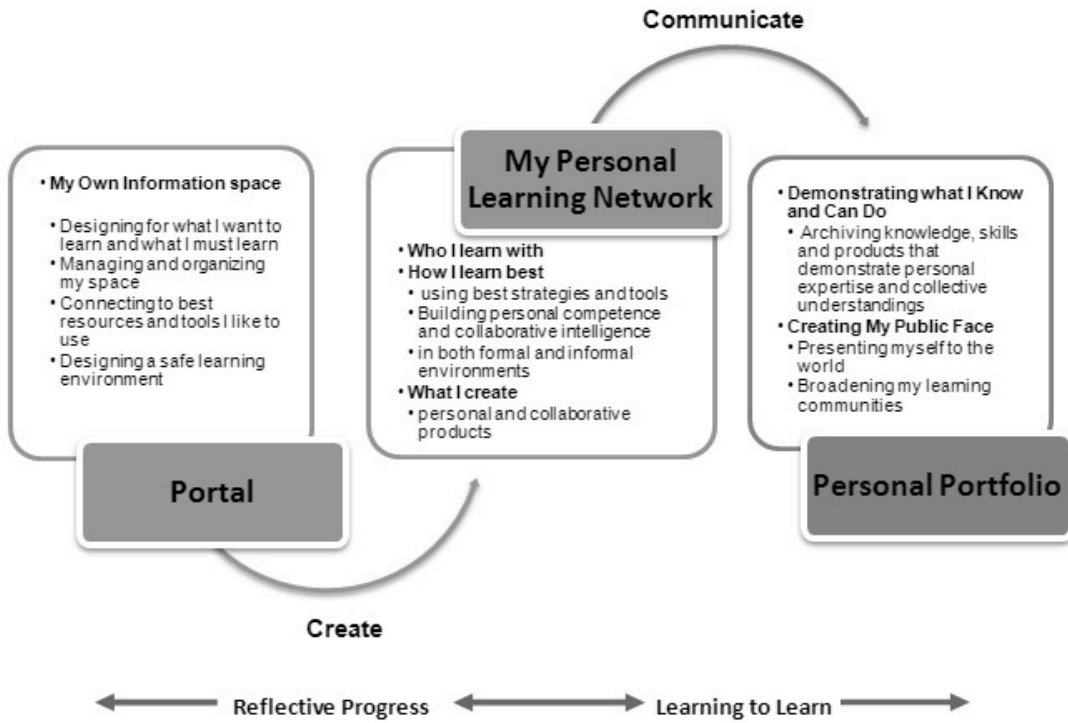 Communicate
• My Own Information space
• Designing for what I want to
learn and what I must learn
• Managing and organizing
my space
• Connecting to best
resources and tools I like to
use
• Designing a safe learning
environment
Portal
Create
My Personal
Learning Network
• Who I learn with
• How I learn best
• using best strategies and tools
• Building personal competence
and collaborative intelligence
• in both formal and informal
environments
• What I create
• personal and collaborative
products
• Demonstrating what I Know
and Can Do
• Archiving knowledge, skills
and products that
demonstrate personal
expertise and collective
understandings
• Creating My Public Face
• Presenting myself to the
world
• Broadening my learning
communities
Personal Portfolio
Reflective Progress
Learning to Learn